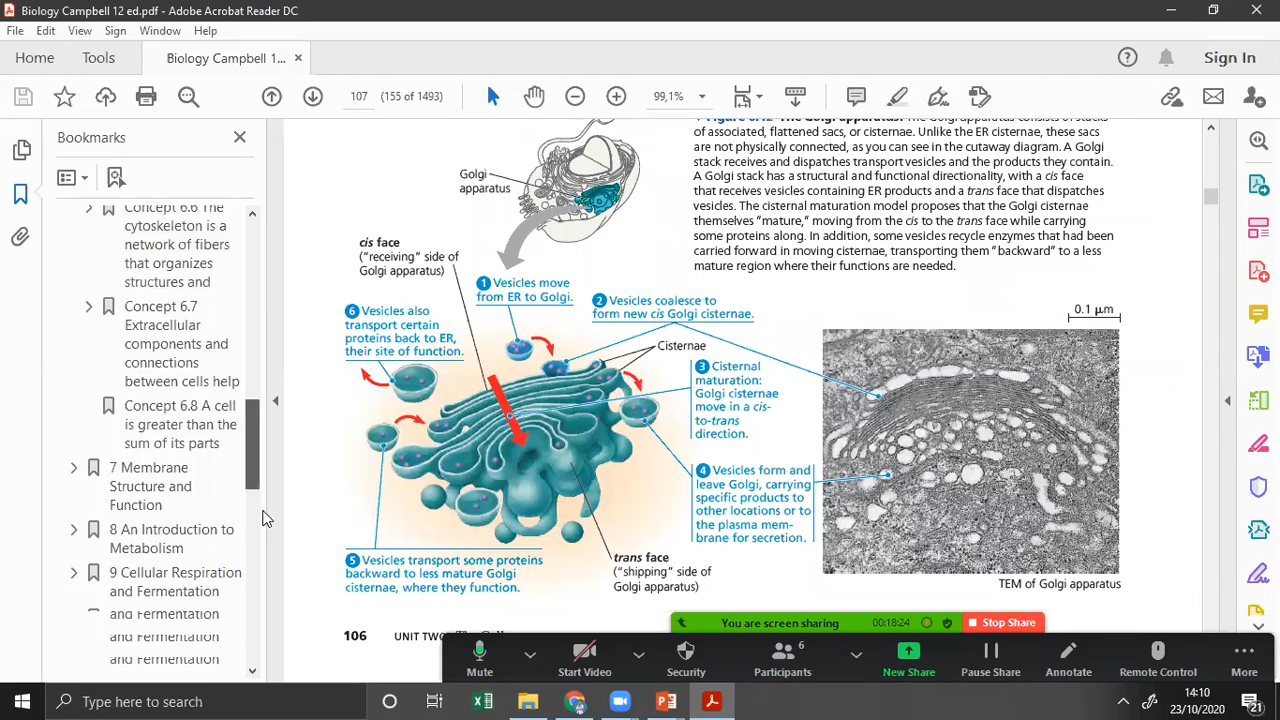 Biology Campbell 12 ed.pdf - Adobe Acrobat Reader DC
File Edit View Sign Window Help
Home Tools Biology Campbell 1... Sign In
107 (155 of 1493) 99,1%
Bookmarks
Concept 6.6 The
cytoskeleton is a
network of fibers
that organizes
structures and
Concept 6.7
Extracellular
components and
connections
between cells help
Concept 6.8 A cell
is greater than the
sum of its parts
7 Membrane
Structure and
Function
8 An Introduction to
Metabolism
9 Cellular Respiration
and Fermentation
and Fermentation
and Fermentation
and Fermentation
of associated, flattened sacs, or cisternae. Unlike the ER cisternae, these sacs
are not physically connected, as you can see in the cutaway diagram. A Golgi
stack receives and dispatches transport vesicles and the products they contain.
A Golgi stack has a structural and functional directionality, with a cis face
that receives vesicles containing ER products and a trans face that dispatches
vesicles. The cisternal maturation model proposes that the Golgi cisternae
themselves "mature," moving from the cis to the trans face while carrying
some proteins along. In addition, some vesicles recycle enzymes that had been
carried forward in moving cisternae, transporting them "backward" to a less
mature region where their functions are needed.
Golgi
apparatus
cis face
("receiving" side of
Golgi apparatus)
1 Vesicles move
from ER to Golgi.
2 Vesicles coalesce to
form new cis Golgi cisternae.
6 Vesicles also
transport certain
proteins back to ER,
their site of function.
Cisternae
3 Cisternal
maturation:
Golgi cisternae
move in a cis-
to-trans
direction.
4 Vesicles form and
leave Golgi, carrying
specific products to
other locations or to
the plasma mem-
brane for secretion.
5 Vesicles transport some proteins
backward to less mature Golgi
cisternae, where they function.
trans face
("shipping" side of
Golgi apparatus)
0.1 μm
TEM of Golgi apparatus
106 UNIT TWO The Cell
You are screen sharing 00:18:24 Stop Share
6
Mute Start Video Security Participants New Share Pause Share Annotate Remote Control More
Type here to search
14:10
23/10/2020
21